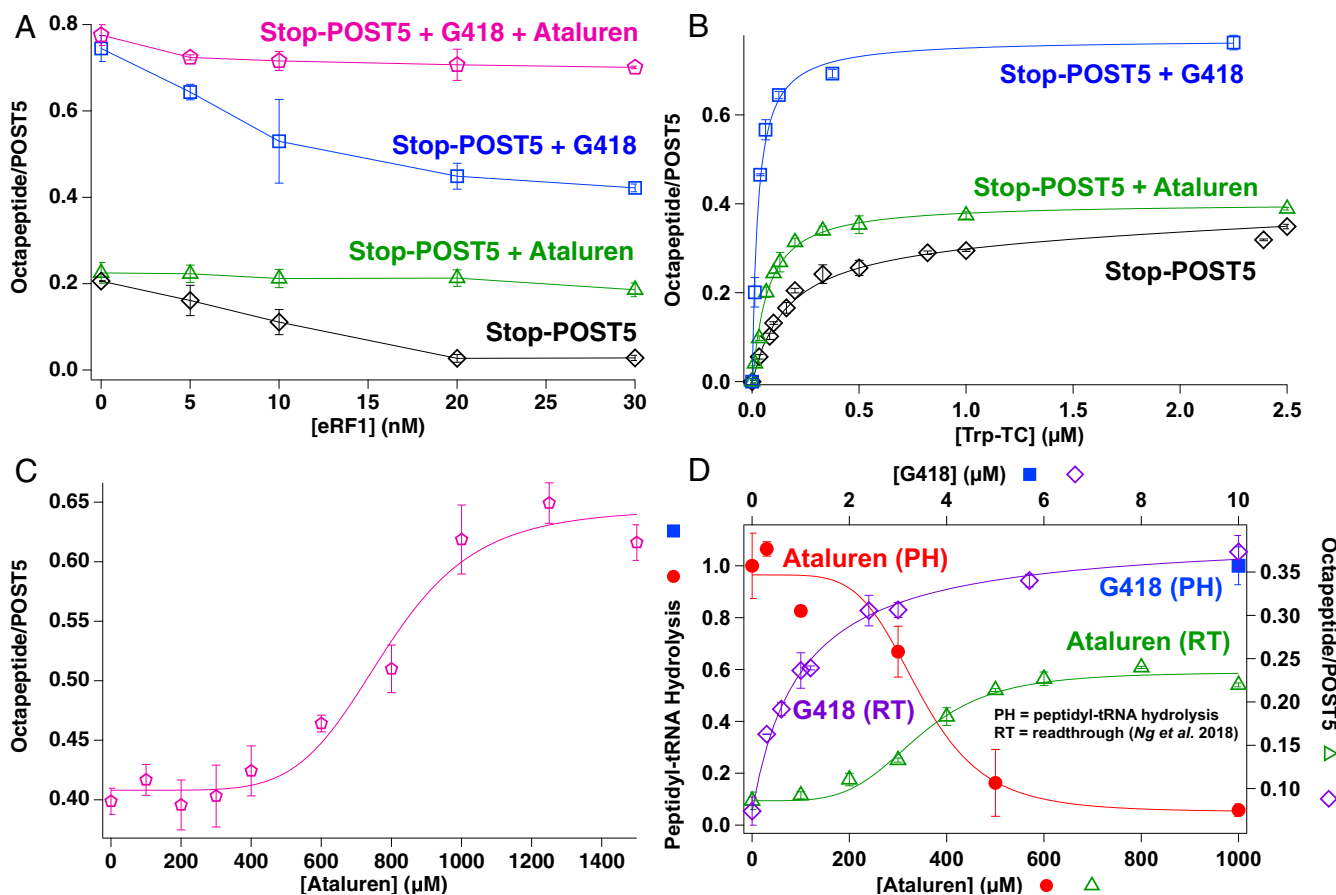 A
Octapeptide/POST5
0.8
0.6
0.4
0.2
0.0
Stop-POST5 + G418 + Ataluren
Stop-POST5 + G418
Stop-POST5 + Ataluren
Stop-POST5
0
5
10
15
20
25
30
[eRF1] (nM)
B
Octapeptide/POST5
0.6
0.4
0.2
0.0
Stop-POST5 + G418
Stop-POST5 + Ataluren
Stop-POST5
0.0
0.5
1.0
1.5
2.0
2.5
[Trp-TC] (µM)
C
Octapeptide/POST5
0.65
0.60
0.55
0.50
0.45
0.40
0
200
400
600
800
1000
1200
1400
[Ataluren] (µM)
D
[G418] (µM)
0
2
4
6
8
10
Peptidyl-tRNA Hydrolysis
1.0
0.8
0.6
0.4
0.2
0.0
Ataluren (PH)
G418 (PH)
Ataluren (RT)
G418 (RT)
PH = peptidyl-tRNA hydrolysis
RT = readthrough (Ng et al. 2018)
0.35
0.30
0.25
0.20
0.15
0.10
Octapeptide/POST5
0
200
400
600
800
1000
[Ataluren] (µM)